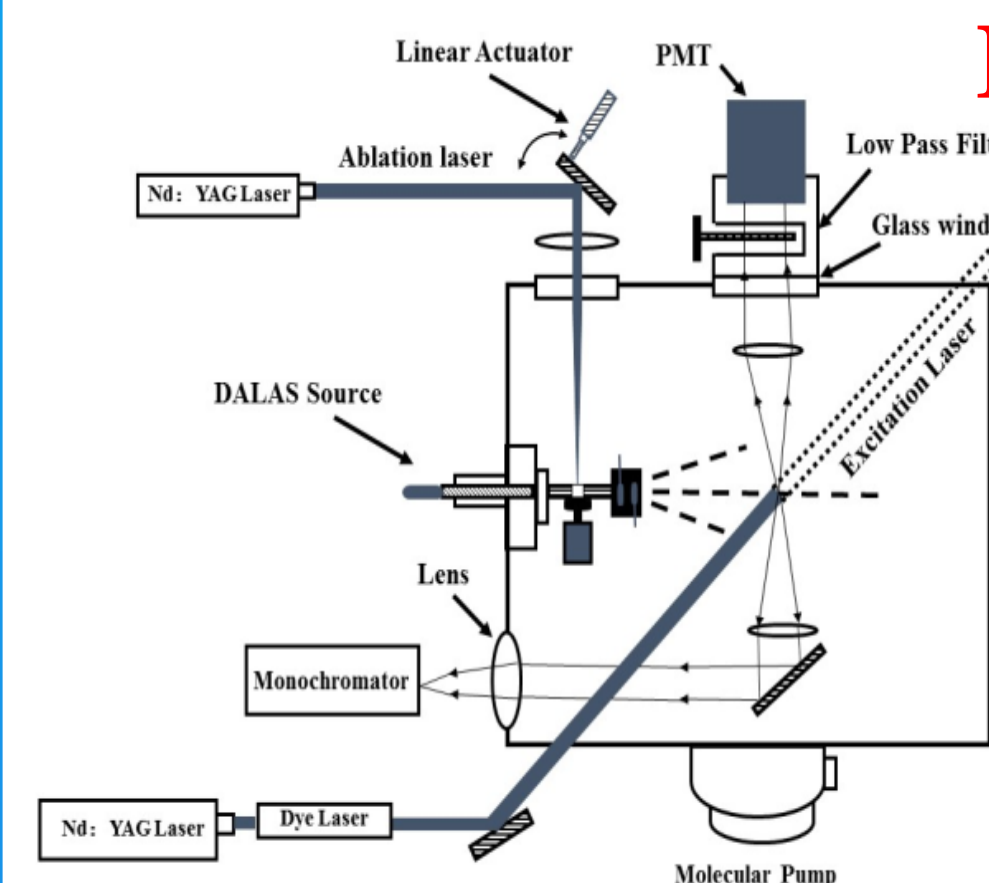 Linear Actuator
PMT
Ablation laser
Low Pass Filt
Nd: YAG Laser
Glass wind
Excitation Laser
DALAS Source
Lens
Monochromator
Nd: YAG Laser
Dye Laser
Molecular Pump